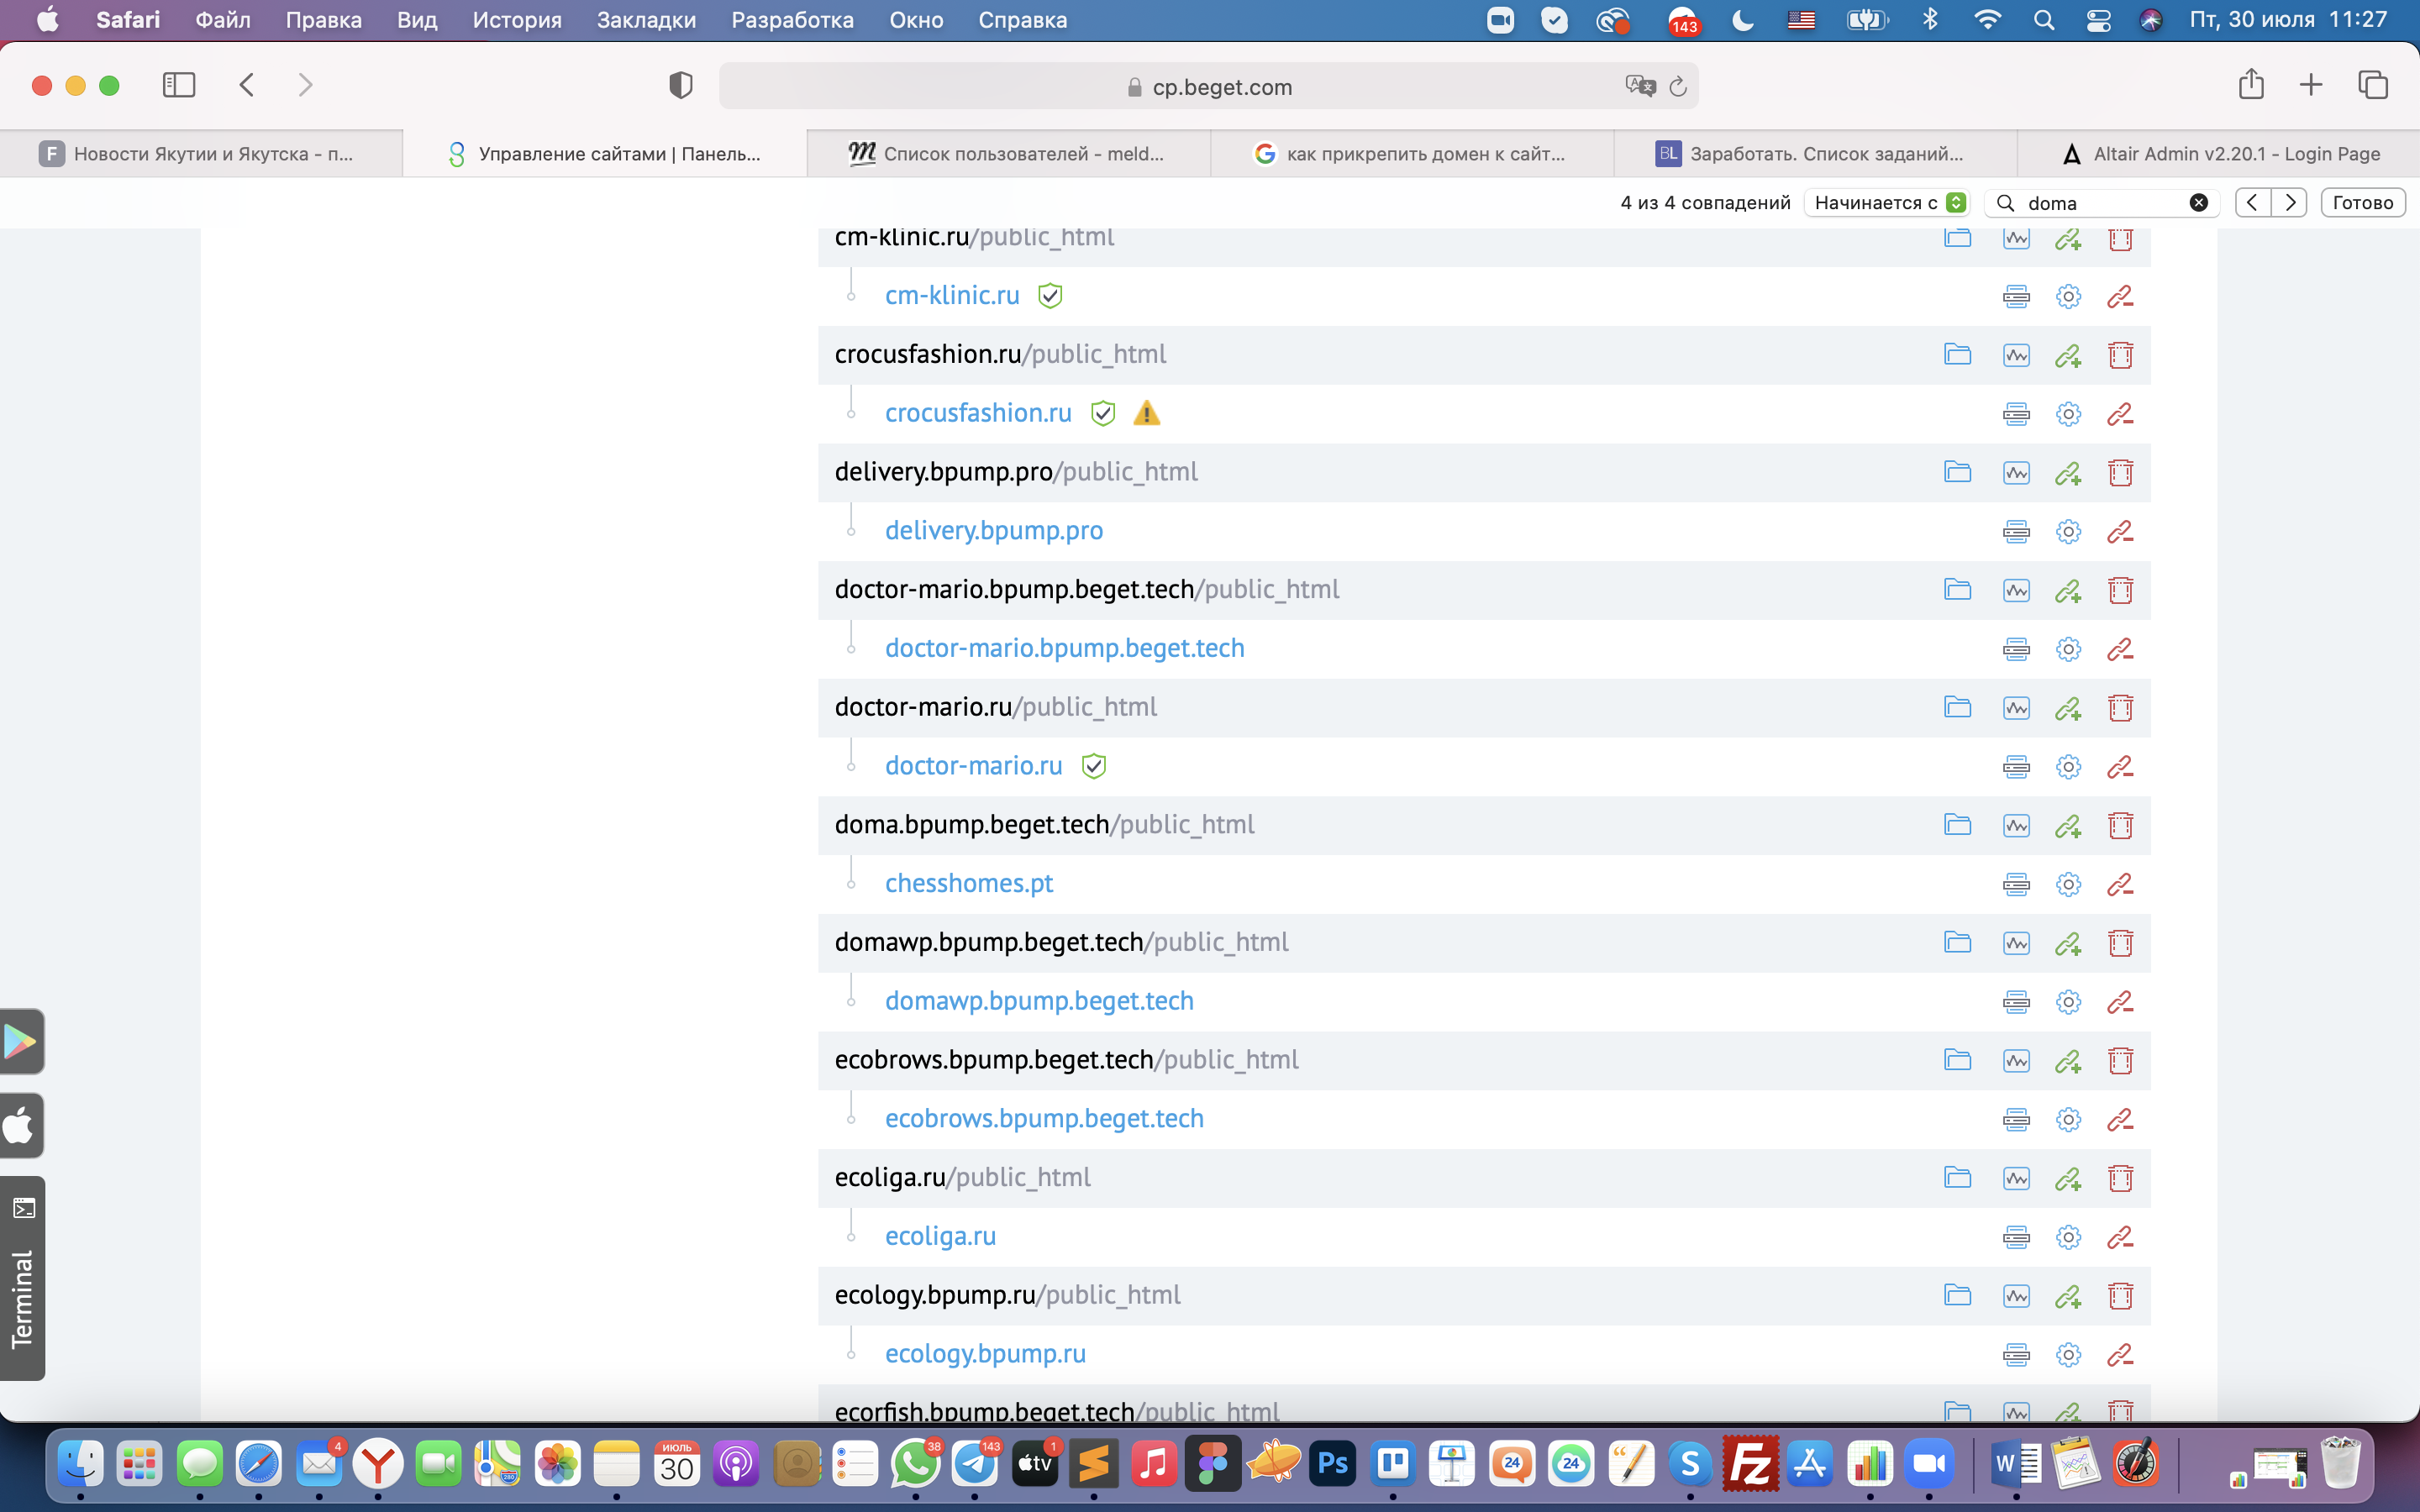 Safari Файл Правка Вид История Закладки Разработка Окно Справка 143 Пт, 30 июля 11:27
cp.beget.com
F Новости Якутии и Якутска - п... Управление сайтами | Панель... m Список пользователей - meld... G как прикрепить домен к сайт... BL Заработать. Список заданий... Altair Admin v2.20.1 - Login Page
4 из 4 совпадений Начинается с doma Готово
cm-klinic.ru/public_html
cm-klinic.ru
crocusfashion.ru/public_html
crocusfashion.ru
delivery.bpump.pro/public_html
delivery.bpump.pro
doctor-mario.bpump.beget.tech/public_html
doctor-mario.bpump.beget.tech
doctor-mario.ru/public_html
doctor-mario.ru
doma.bpump.beget.tech/public_html
chesshomes.pt
domawp.bpump.beget.tech/public_html
domawp.bpump.beget.tech
ecobrows.bpump.beget.tech/public_html
ecobrows.bpump.beget.tech
ecoliga.ru/public_html
ecoliga.ru
ecology.bpump.ru/public_html
ecology.bpump.ru
ecorfish.bpump.beget.tech/public_html
Terminal
4 ИЮЛЬ 30 280 38 143 tv 1 Ps 24 24 S Fz W